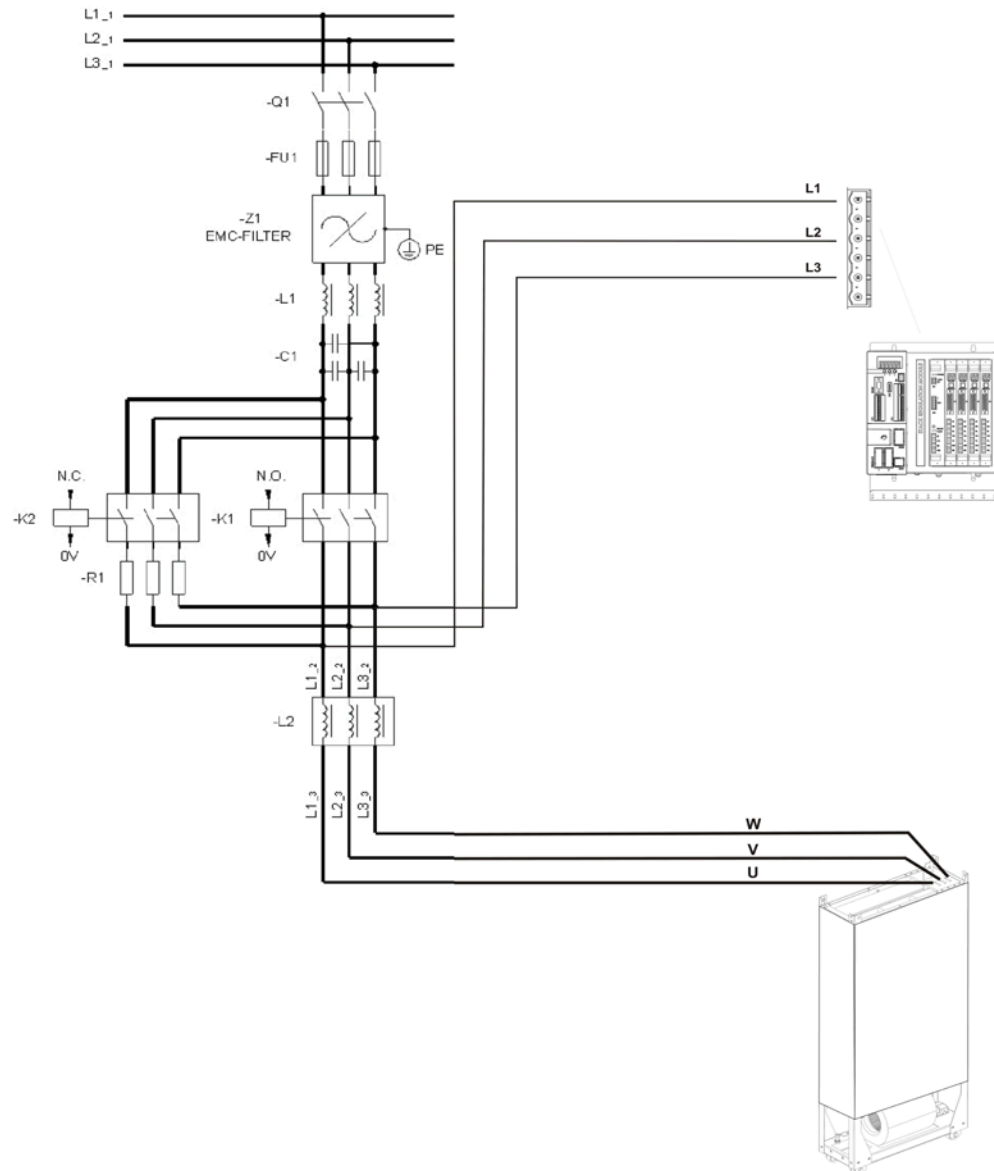 L1_1
L2_1
L3_1
-Q1
-FU1
-Z1
EMC-FILTER
PE
-L1
-C1
L1
L2
L3
N.C.
N.O.
-K2
-K1
0V
0V
-R1
L1_2
L2_2
L3_2
-L2
L1_3
L2_3
L3_3
W
V
U